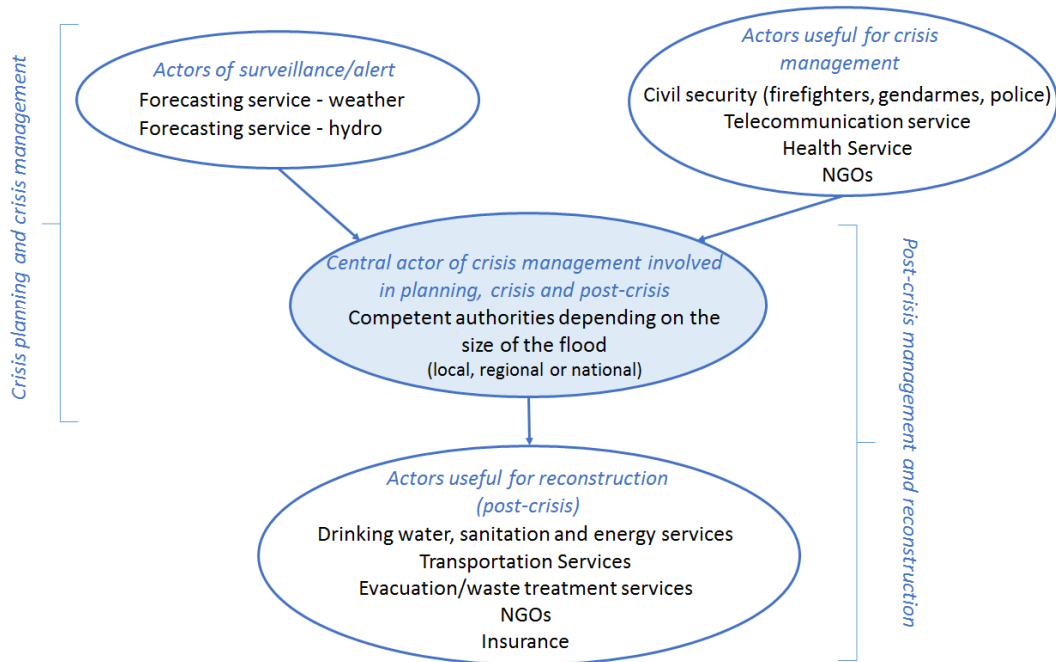 Crisis planning and crisis management
Actors of surveillance/alert
Forecasting service - weather
Forecasting service - hydro
Actors useful for crisis
management
Civil security (firefighters, gendarmes, police)
Telecommunication service
Health Service
NGOs
Central actor of crisis management involved
in planning, crisis and post-crisis
Competent authorities depending on the
size of the flood
(local, regional or national)
Post-crisis management and reconstruction
Actors useful for reconstruction
(post-crisis)
Drinking water, sanitation and energy services
Transportation Services
Evacuation/waste treatment services
NGOs
Insurance